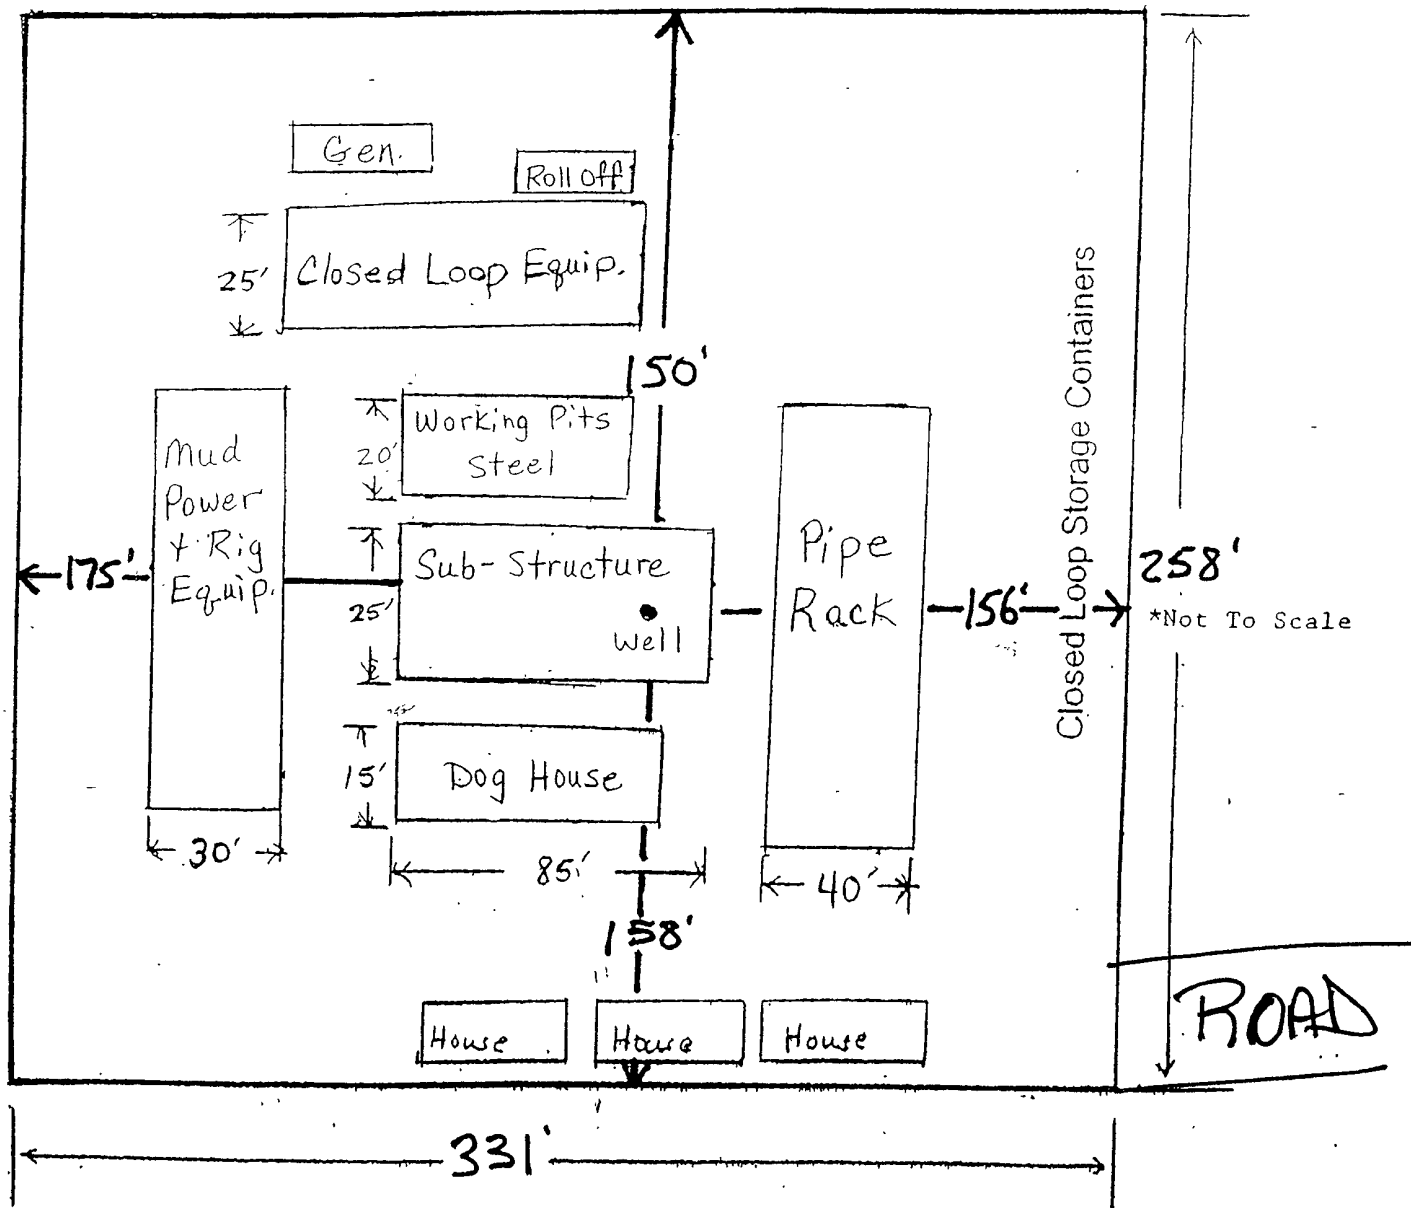 Gen.
Roll Off
25'
Closed Loop Equip.
150'
Mud
Power
+ Rig
Equip.
20'
Working Pits
Steel
175'
25'
Sub-Structure
Well
Pipe
Rack
156'
Closed Loop Storage Containers
258'
*Not To Scale
15'
Dog House
30'
85'
40'
House
House
House
ROAD
331'